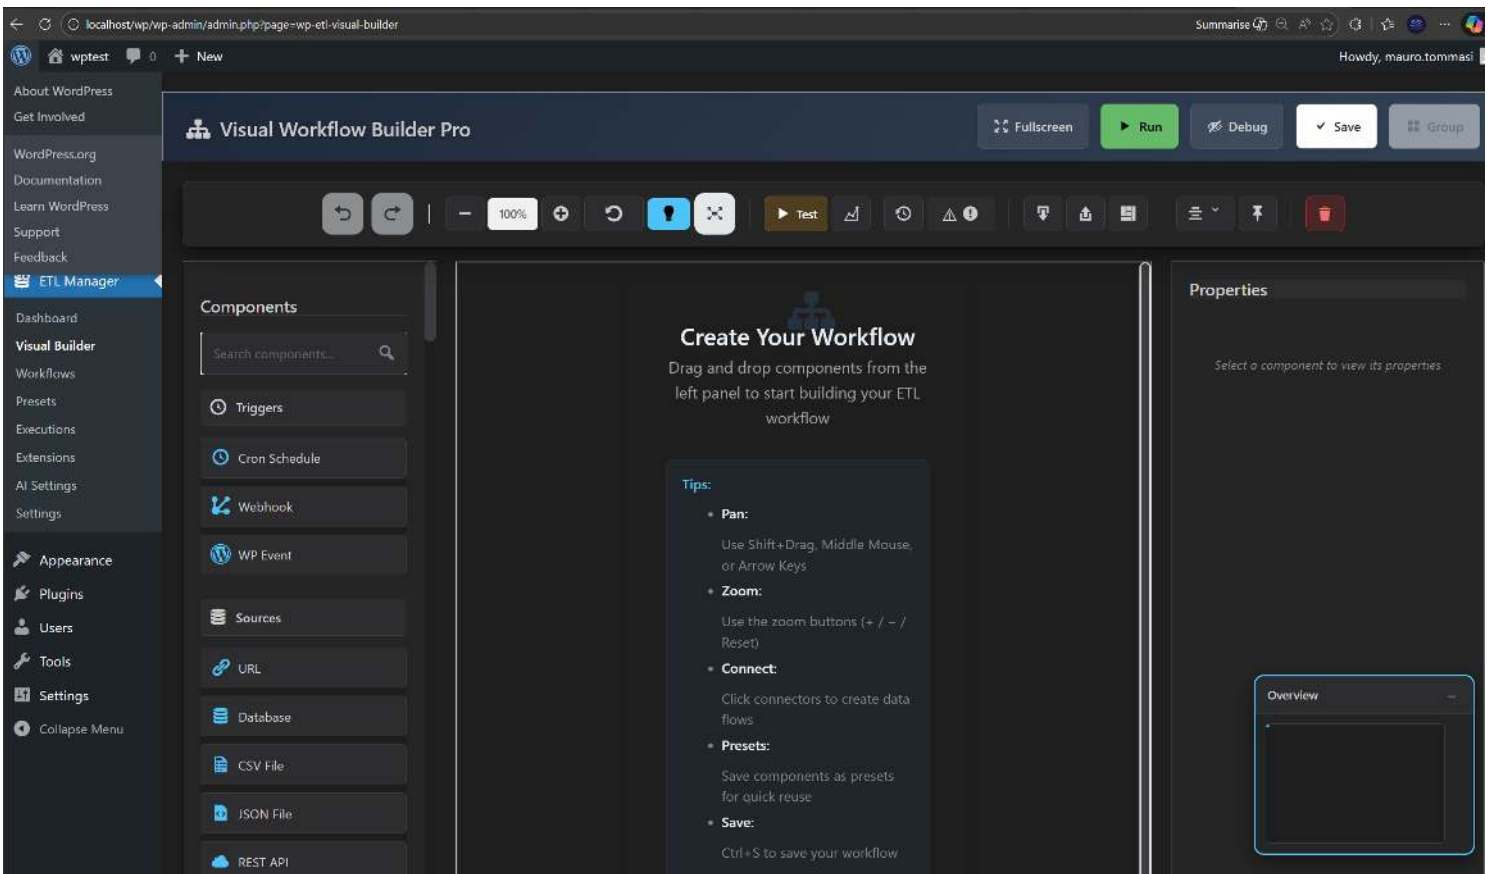 localhost/wp/wp-admin/admin.php?page=wp-etl-visual-builder
Summarise
wptest
0
New
Howdy, mauro.tommasi
About WordPress
Get Involved
WordPress.org
Documentation
Learn WordPress
Support
Feedback
ETL Manager
Dashboard
Visual Builder
Workflows
Presets
Executions
Extensions
AI Settings
Settings
Appearance
Plugins
Users
Tools
Settings
Collapse Menu
Visual Workflow Builder Pro
Fullscreen
Run
Debug
Save
Group
100%
Test
Components
Search components...
Triggers
Cron Schedule
Webhook
WP Event
Sources
URL
Database
CSV File
JSON File
REST API
Create Your Workflow
Drag and drop components from the
left panel to start building your ETL
workflow
Tips:
Pan:
Use Shift+Drag, Middle Mouse,
or Arrow Keys
Zoom:
Use the zoom buttons (+ / − /
Reset)
Connect:
Click connectors to create data
flows
Presets:
Save components as presets
for quick reuse
Save:
Ctrl+S to save your workflow
Properties
Select a component to view its properties
Overview